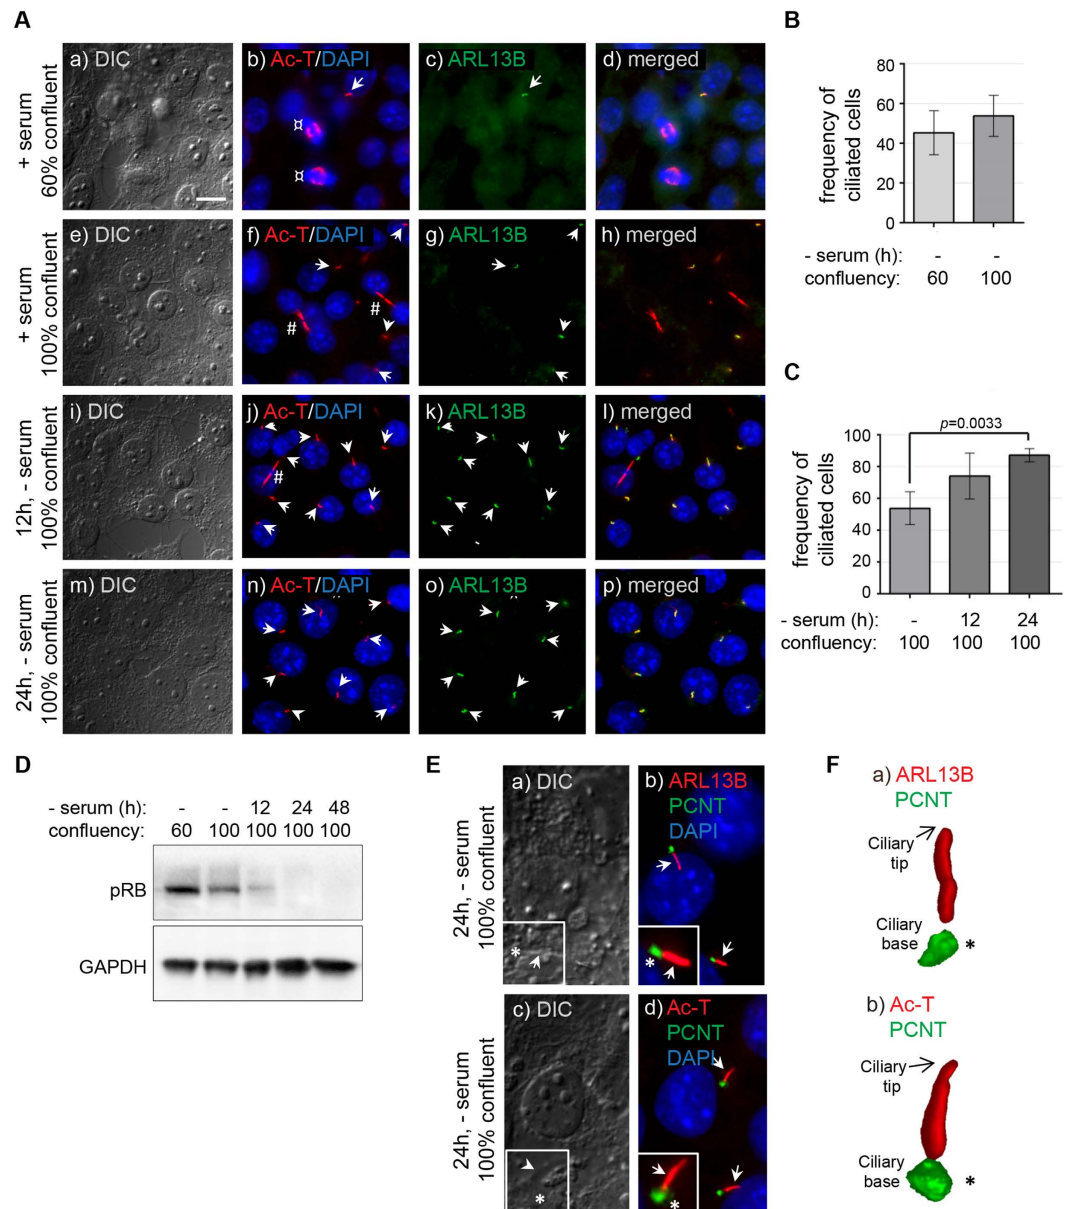 A
+ serum
60% confluent
a) DIC
b) Ac-T/DAPI
¤
¤
c) ARL13B
d) merged
+ serum
100% confluent
e) DIC
f) Ac-T/DAPI
#
#
g) ARL13B
h) merged
12h, - serum
100% confluent
i) DIC
j) Ac-T/DAPI
#
k) ARL13B
l) merged
24h, - serum
100% confluent
m) DIC
n) Ac-T/DAPI
o) ARL13B
p) merged
B
frequency of
ciliated cells
80
60
40
20
0
- serum (h): - -
confluency: 60 100
C
frequency of
ciliated cells
p=0.0033
100
80
60
40
20
0
- serum (h): - 12 24
confluency: 100 100 100
D
- serum (h): - - 12 24 48
confluency: 60 100 100 100 100
pRB
GAPDH
E
24h, - serum
100% confluent
a) DIC
*
b) ARL13B
PCNT
DAPI
*
24h, - serum
100% confluent
c) DIC
*
d) Ac-T
PCNT
DAPI
*
F
a) ARL13B
PCNT
Ciliary
tip
Ciliary
base
*
b) Ac-T
PCNT
Ciliary
tip
Ciliary
base
*